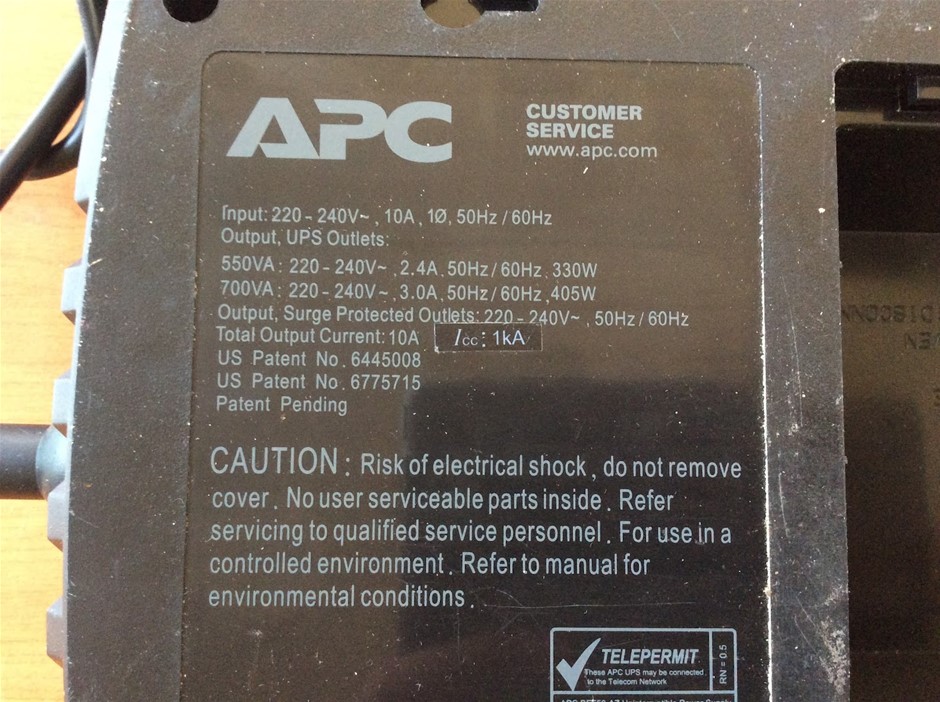 APC
CUSTOMER
SERVICE
www.apc.com
Input: 220 - 240V~ , 10A , 1Ø, 50Hz / 60Hz
Output, UPS Outlets:
550VA : 220 - 240V~ , 2.4A, 50Hz / 60Hz , 330W
700VA : 220 - 240V~ , 3.0A, 50Hz / 60Hz , 405W
Output, Surge Protected Outlets: 220 - 240V~ , 50Hz / 60Hz
Total Output Current: 10A Icc : 1kA
US Patent No. 6445008
US Patent No. 6775715
Patent Pending
CAUTION : Risk of electrical shock , do not remove
cover . No user serviceable parts inside . Refer
servicing to qualified service personnel . For use in a
controlled environment . Refer to manual for
environmental conditions .
TELEPERMIT
These APC UPS may be connected
to the Telecom Network
RN = 0.5